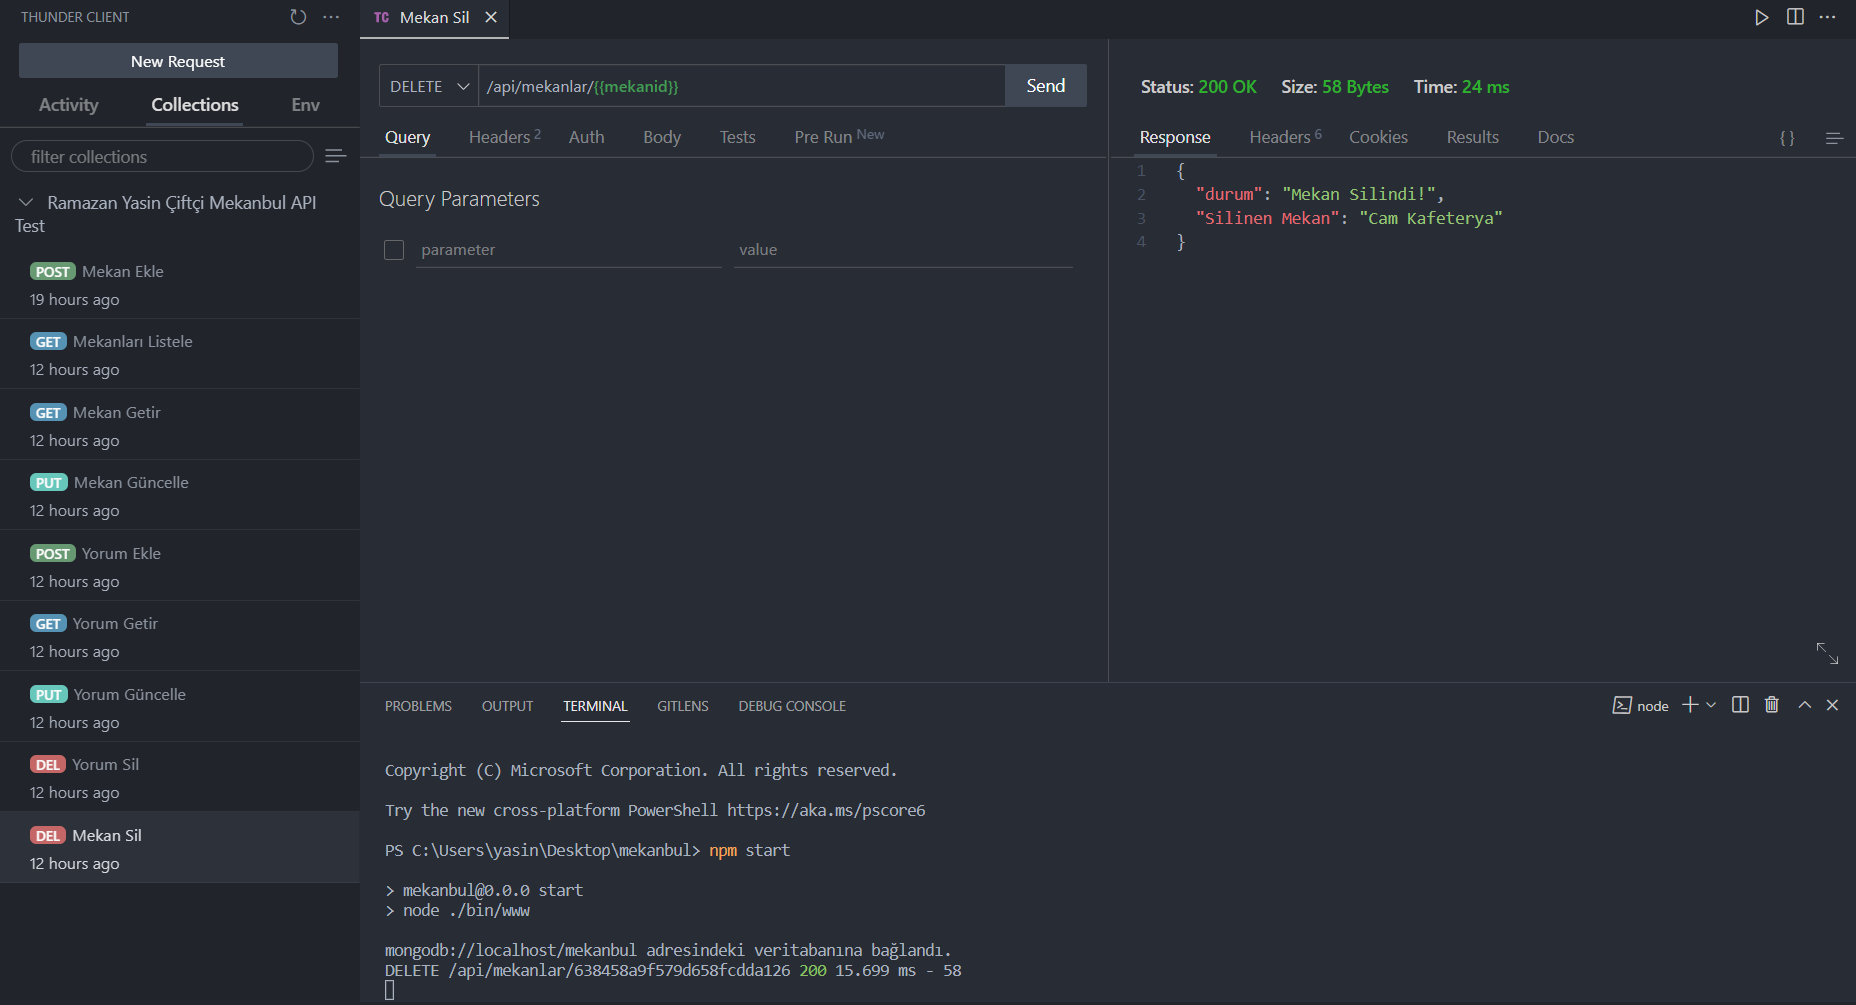 THUNDER CLIENT
New Request
Activity Collections Env
filter collections
Ramazan Yasin Çiftçi Mekanbul API
Test
POST Mekan Ekle
19 hours ago
GET Mekanları Listele
12 hours ago
GET Mekan Getir
12 hours ago
PUT Mekan Güncelle
12 hours ago
POST Yorum Ekle
12 hours ago
GET Yorum Getir
12 hours ago
PUT Yorum Güncelle
12 hours ago
DEL Yorum Sil
12 hours ago
DEL Mekan Sil
12 hours ago
TC Mekan Sil
DELETE /api/mekanlar/{{mekanid}} Send
Query Headers 2 Auth Body Tests Pre Run New
Query Parameters
parameter value
Status: 200 OK Size: 58 Bytes Time: 24 ms
Response Headers 6 Cookies Results Docs {}
1 {
2 "durum": "Mekan Silindi!",
3 "Silinen Mekan": "Cam Kafeterya"
4 }
PROBLEMS OUTPUT TERMINAL GITLENS DEBUG CONSOLE node
Copyright (C) Microsoft Corporation. All rights reserved.
Try the new cross-platform PowerShell https://aka.ms/pscore6
PS C:\Users\yasin\Desktop\mekanbul> npm start
> mekanbul@0.0.0 start
> node ./bin/www
mongodb://localhost/mekanbul adresindeki veritabanına bağlandı.
DELETE /api/mekanlar/638458a9f579d658fcdda126 200 15.699 ms - 58